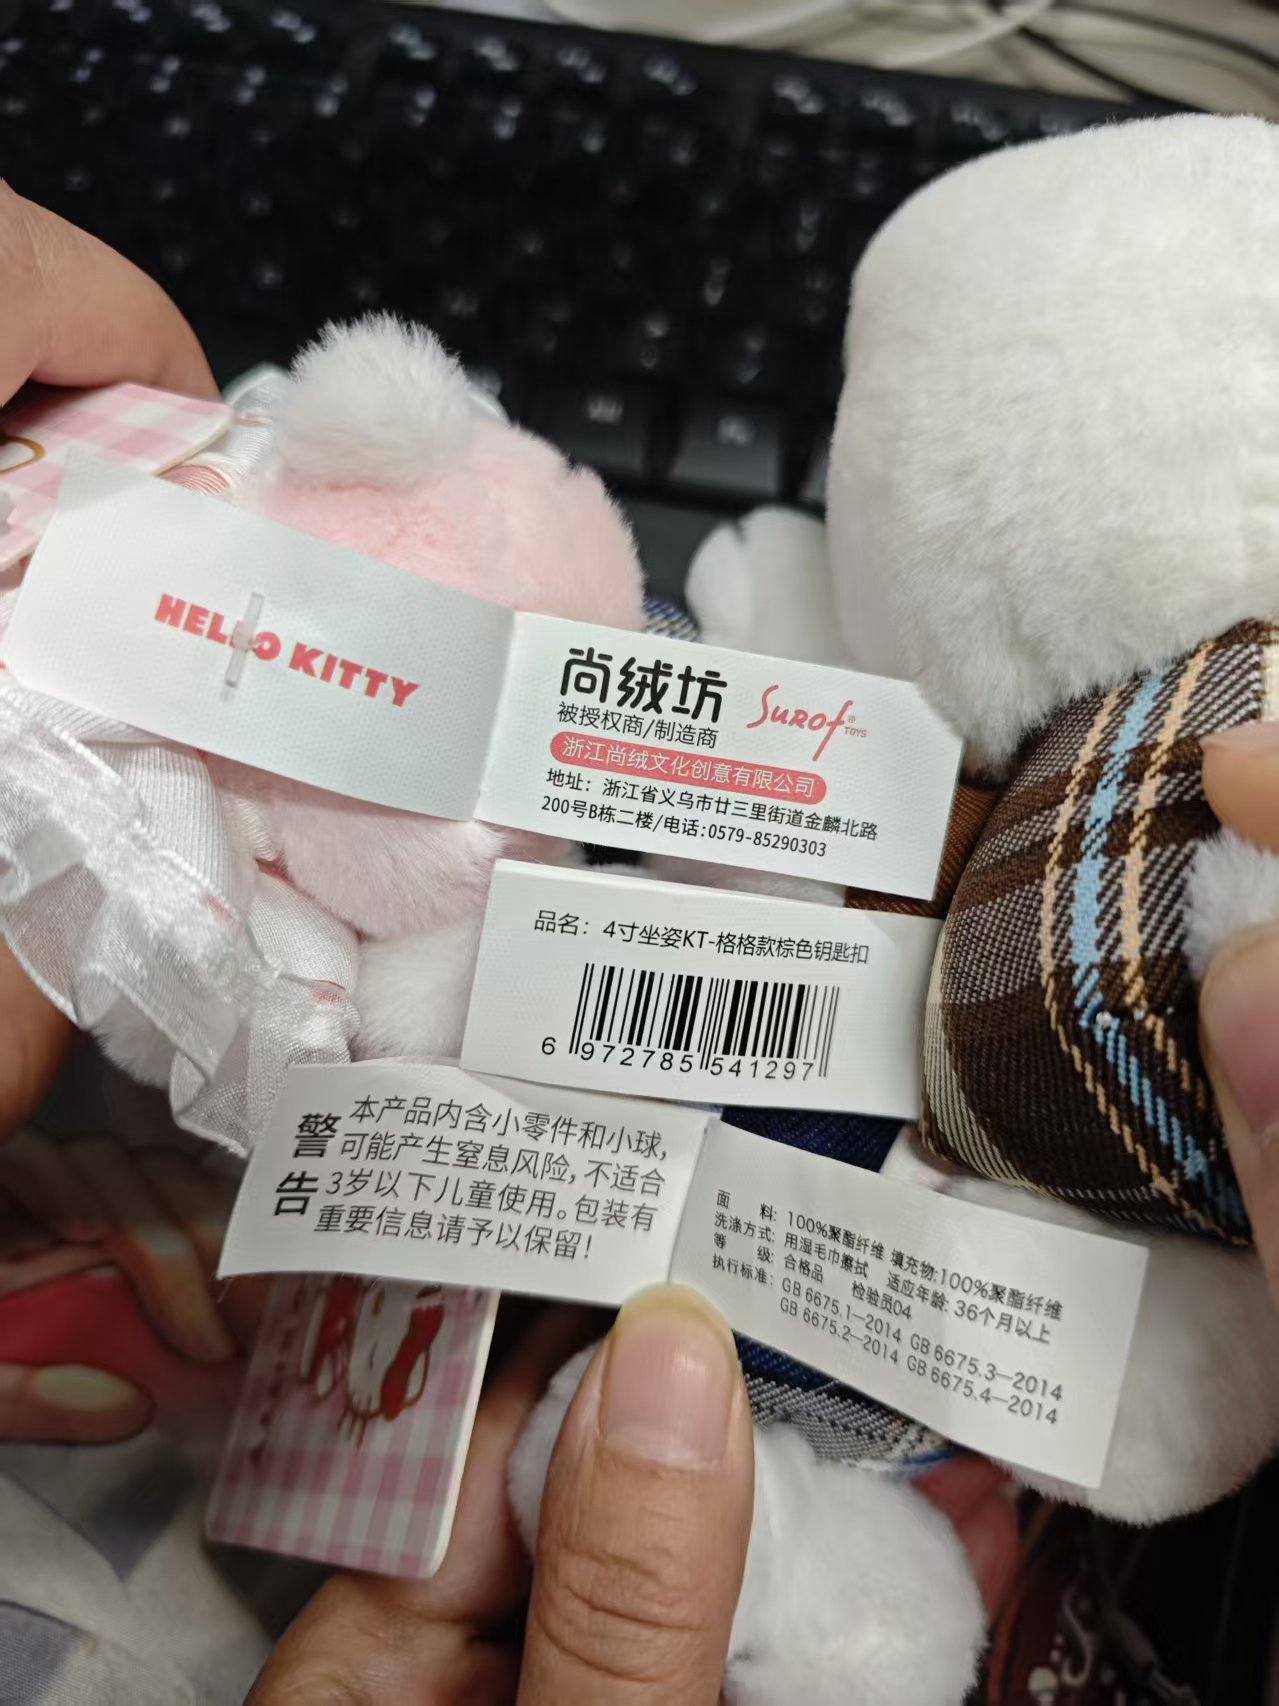 HELLO KITTY
尚绒坊 SUROF® TOYS
被授权商/制造商
浙江尚绒文化创意有限公司
地址：浙江省义乌市廿三里街道金麟北路
200号B栋二楼/电话:0579-85290303
品名：4寸坐姿KT-格格款棕色钥匙扣
6 972785 541297
警告
本产品内含小零件和小球,
可能产生窒息风险,不适合
3岁以下儿童使用。包装有
重要信息请予以保留!
面 料: 100%聚酯纤维 填充物:100%聚酯纤维
洗涤方式: 用湿毛巾擦拭 适应年龄: 36个月以上
等 级: 合格品 检验员04
执行标准: GB 6675.1—2014 GB 6675.3—2014
GB 6675.2—2014 GB 6675.4—2014